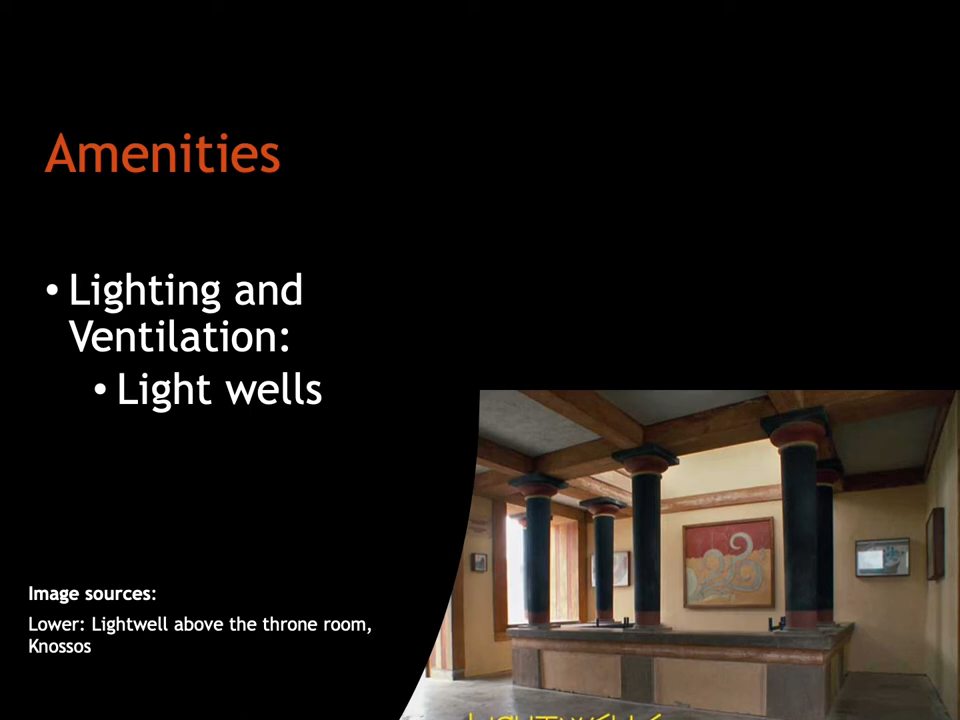 Amenities
• Lighting and
Ventilation:
• Light wells
Image sources:
Lower: Lightwell above the throne room,
Knossos